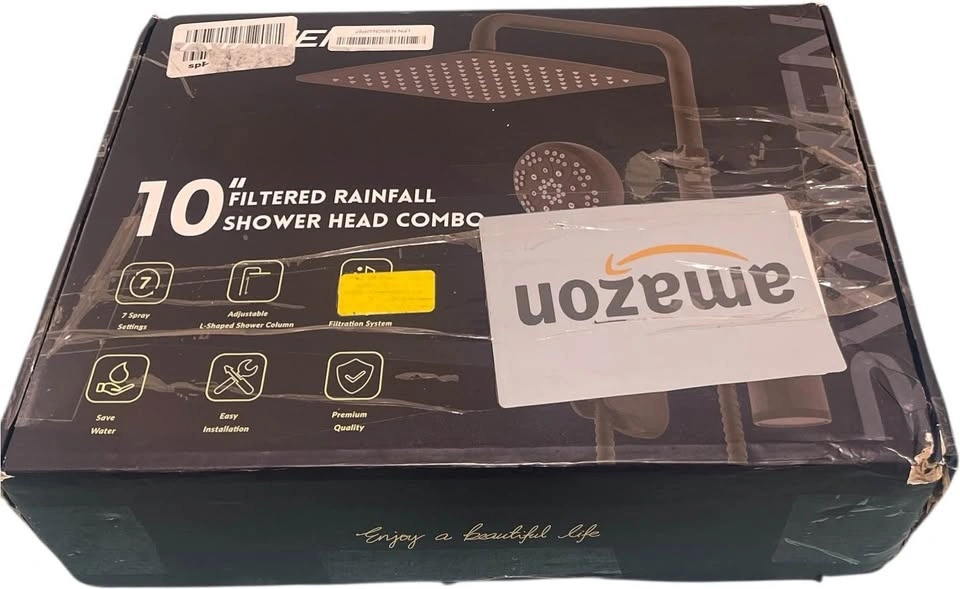 10"
FILTERED RAINFALL
SHOWER HEAD COMBO
7
7 Spray
Settings
Adjustable
L-Shaped Shower Column
Filtration System
amazon
Save
Water
Easy
Installation
Premium
Quality
Enjoy a beautiful life